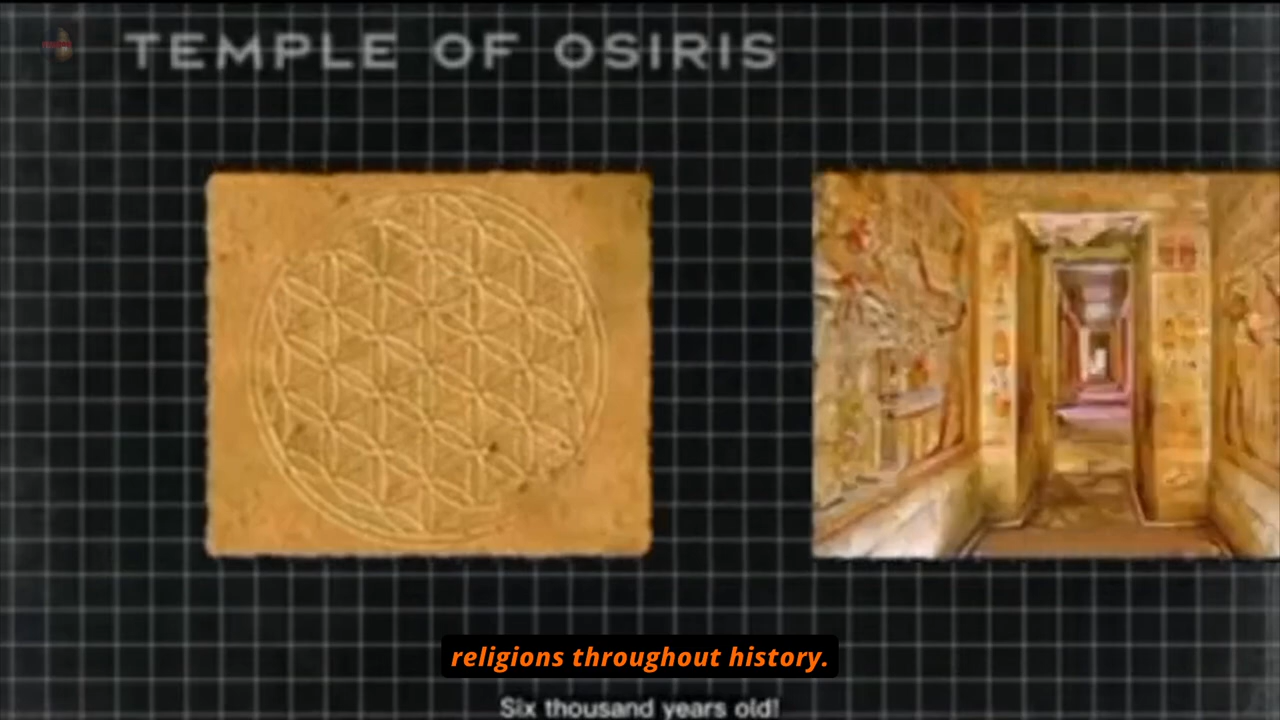 TEMPLE OF OSIRIS
religions throughout history.
Six thousand years old!